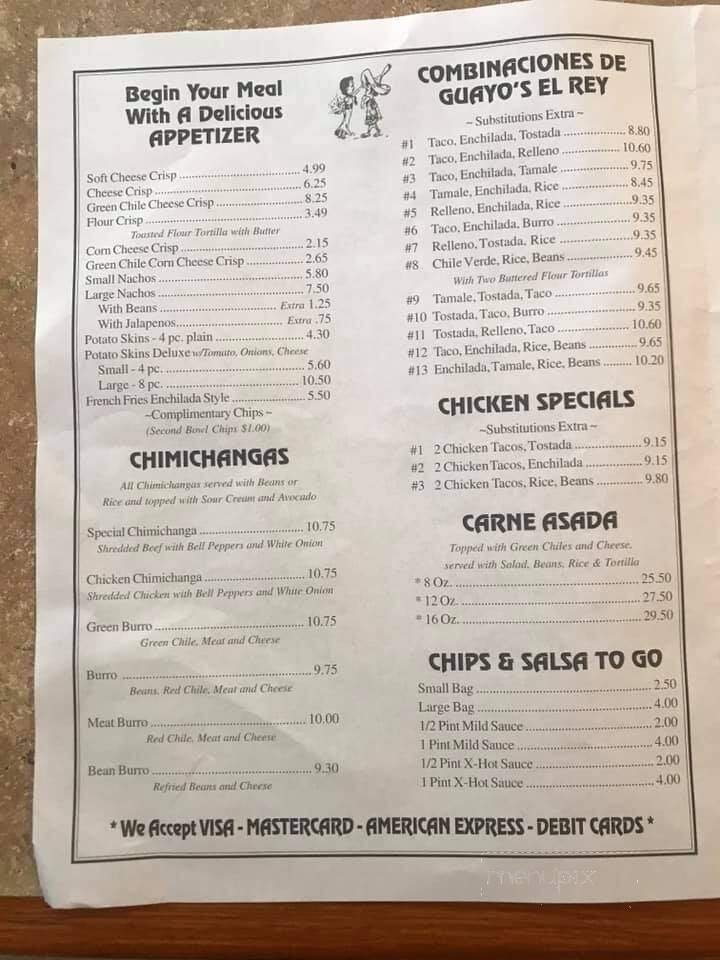 Begin Your Meal
With A Delicious
APPETIZER
Soft Cheese Crisp 4.99
Cheese Crisp 6.25
Green Chile Cheese Crisp 8.25
Flour Crisp 3.49
Toasted Flour Tortilla with Butter
Corn Cheese Crisp 2.15
Green Chile Corn Cheese Crisp 2.65
Small Nachos 5.80
Large Nachos 7.50
With Beans Extra 1.25
With Jalapenos Extra .75
Potato Skins - 4 pc. plain 4.30
Potato Skins Deluxe w/Tomato, Onions, Cheese
Small - 4 pc. 5.60
Large - 8 pc. 10.50
French Fries Enchilada Style 5.50
~Complimentary Chips ~
(Second Bowl Chips $1.00)
CHIMICHANGAS
All Chimichangas served with Beans or
Rice and topped with Sour Cream and Avocado
Special Chimichanga 10.75
Shredded Beef with Bell Peppers and White Onion
Chicken Chimichanga 10.75
Shredded Chicken with Bell Peppers and White Onion
Green Burro 10.75
Green Chile, Meat and Cheese
Burro 9.75
Beans, Red Chile, Meat and Cheese
Meat Burro 10.00
Red Chile, Meat and Cheese
Bean Burro 9.30
Refried Beans and Cheese
COMBINACIONES DE
GUAYO'S EL REY
~ Substitutions Extra ~
#1 Taco, Enchilada, Tostada 8.80
#2 Taco, Enchilada, Relleno 10.60
#3 Taco, Enchilada, Tamale 9.75
#4 Tamale, Enchilada, Rice 8.45
#5 Relleno, Enchilada, Rice 9.35
#6 Taco, Enchilada, Burro 9.35
#7 Relleno, Tostada, Rice 9.35
#8 Chile Verde, Rice, Beans 9.45
With Two Buttered Flour Tortillas
#9 Tamale, Tostada, Taco 9.65
#10 Tostada, Taco, Burro 9.35
#11 Tostada, Relleno, Taco 10.60
#12 Taco, Enchilada, Rice, Beans 9.65
#13 Enchilada, Tamale, Rice, Beans 10.20
CHICKEN SPECIALS
~Substitutions Extra ~
#1 2 Chicken Tacos, Tostada 9.15
#2 2 Chicken Tacos, Enchilada 9.15
#3 2 Chicken Tacos, Rice, Beans 9.80
CARNE ASADA
Topped with Green Chiles and Cheese,
served with Salad, Beans, Rice & Tortilla
* 8 Oz. 25.50
* 12 Oz. 27.50
* 16 Oz. 29.50
CHIPS & SALSA TO GO
Small Bag 2.50
Large Bag 4.00
1/2 Pint Mild Sauce 2.00
1 Pint Mild Sauce 4.00
1/2 Pint X-Hot Sauce 2.00
1 Pint X-Hot Sauce 4.00
* We Accept VISA - MASTERCARD - AMERICAN EXPRESS - DEBIT CARDS *
menupix